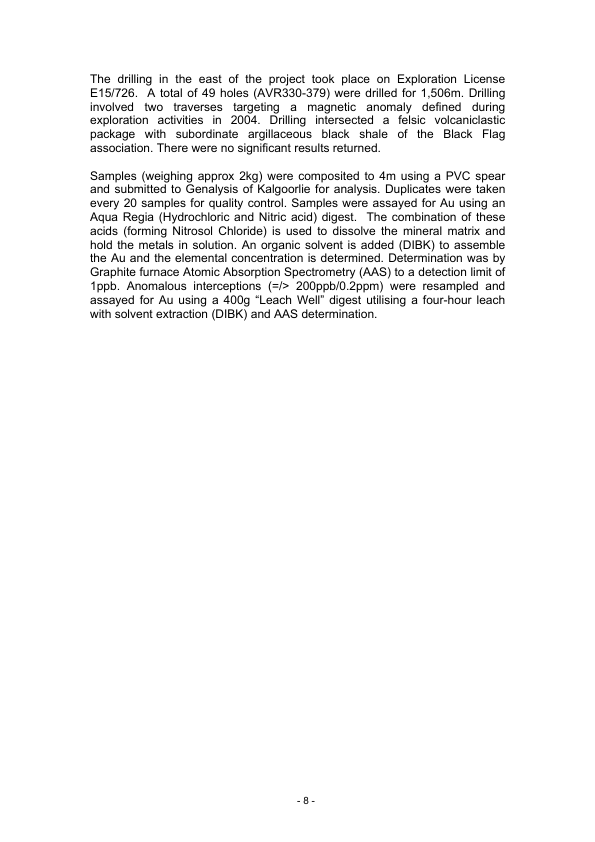 The drilling in the east of the project took place on Exploration License
E15/726.  A total of 49 holes (AVR330-379) were drilled for 1,506m. Drilling
involved two traverses targeting a magnetic anomaly defined during
exploration activities in 2004. Drilling intersected a felsic volcaniclastic
package with subordinate argillaceous black shale of the Black Flag
association. There were no significant results returned.

Samples (weighing approx 2kg) were composited to 4m using a PVC spear
and submitted to Genalysis of Kalgoorlie for analysis. Duplicates were taken
every 20 samples for quality control. Samples were assayed for Au using an
Aqua Regia (Hydrochloric and Nitric acid) digest.  The combination of these
acids (forming Nitrosol Chloride) is used to dissolve the mineral matrix and
hold the metals in solution. An organic solvent is added (DIBK) to assemble
the Au and the elemental concentration is determined. Determination was by
Graphite furnace Atomic Absorption Spectrometry (AAS) to a detection limit of
1ppb. Anomalous interceptions (=/> 200ppb/0.2ppm) were resampled and
assayed for Au using a 400g “Leach Well” digest utilising a four-hour leach
with solvent extraction (DIBK) and AAS determination.

- 8 -